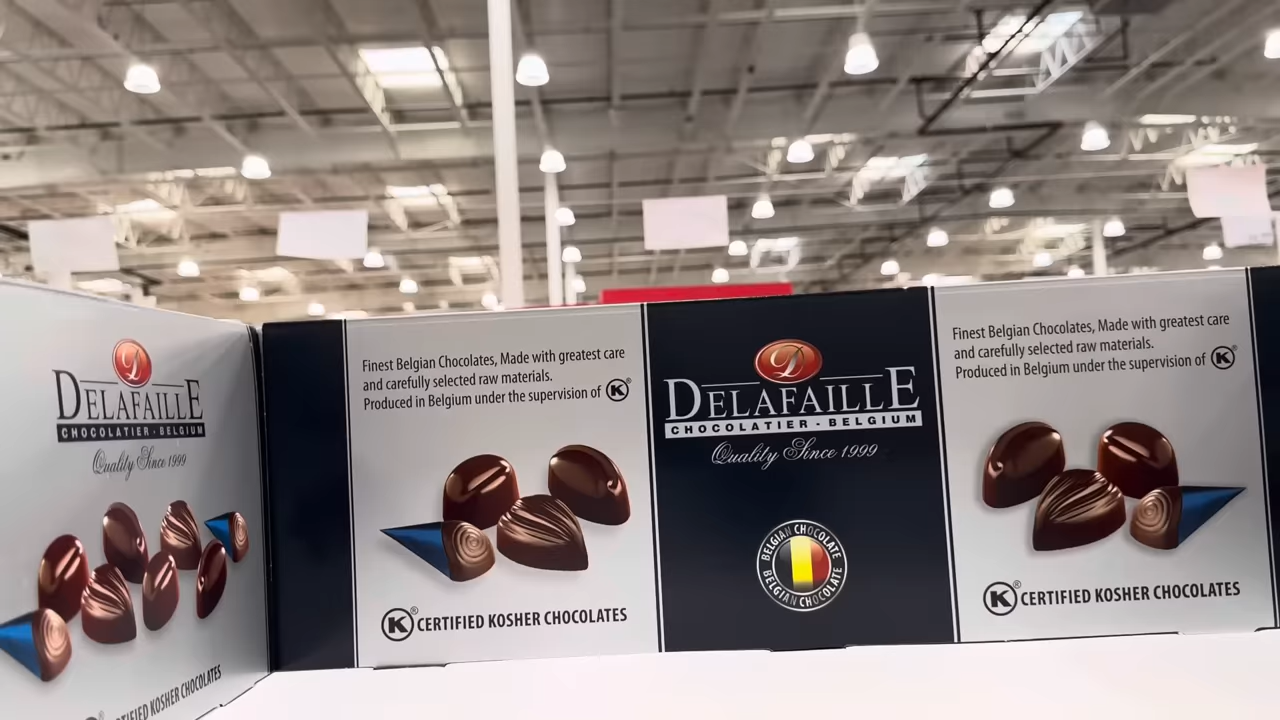 D
DELAFAILLE
CHOCOLATIER - BELGIUM
Quality Since 1999
CERTIFIED KOSHER CHOCOLATES
Finest Belgian Chocolates, Made with greatest care
and carefully selected raw materials.
Produced in Belgium under the supervision of K®
K® CERTIFIED KOSHER CHOCOLATES
D
DELAFAILLE
CHOCOLATIER - BELGIUM
Quality Since 1999
BELGIAN CHOCOLATE
BELGIAN CHOCOLATE
Finest Belgian Chocolates, Made with greatest care
and carefully selected raw materials.
Produced in Belgium under the supervision of K®
K® CERTIFIED KOSHER CHOCOLATES